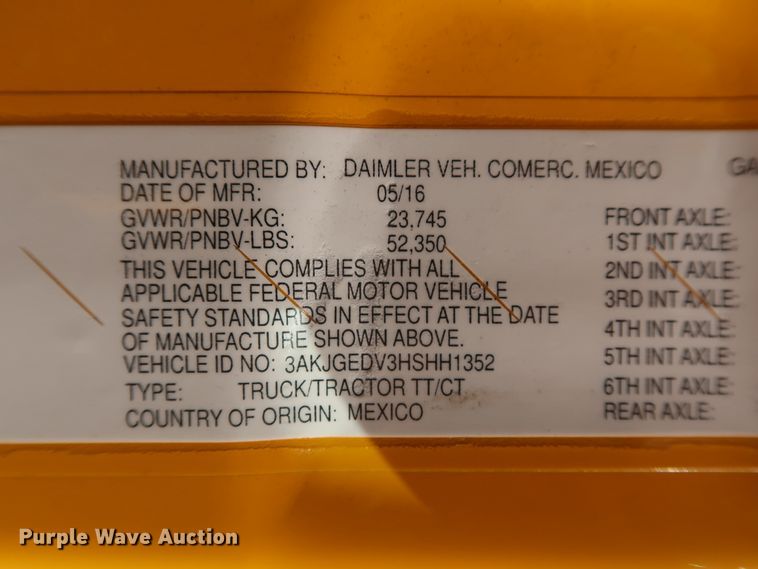 MANUFACTURED BY: DAIMLER VEH. COMERC. MEXICO
DATE OF MFR: 05/16
GVWR/PNBV-KG: 23,745
GVWR/PNBV-LBS: 52,350
THIS VEHICLE COMPLIES WITH ALL
APPLICABLE FEDERAL MOTOR VEHICLE
SAFETY STANDARDS IN EFFECT AT THE DATE
OF MANUFACTURE SHOWN ABOVE.
VEHICLE ID NO: 3AKJGEDV3HSHH1352
TYPE: TRUCK/TRACTOR TT/CT
COUNTRY OF ORIGIN: MEXICO
FRONT AXLE:
1ST INT AXLE:
2ND INT AXLE:
3RD INT AXLE:
4TH INT AXLE:
5TH INT AXLE:
6TH INT AXLE:
REAR AXLE:
Purple Wave Auction